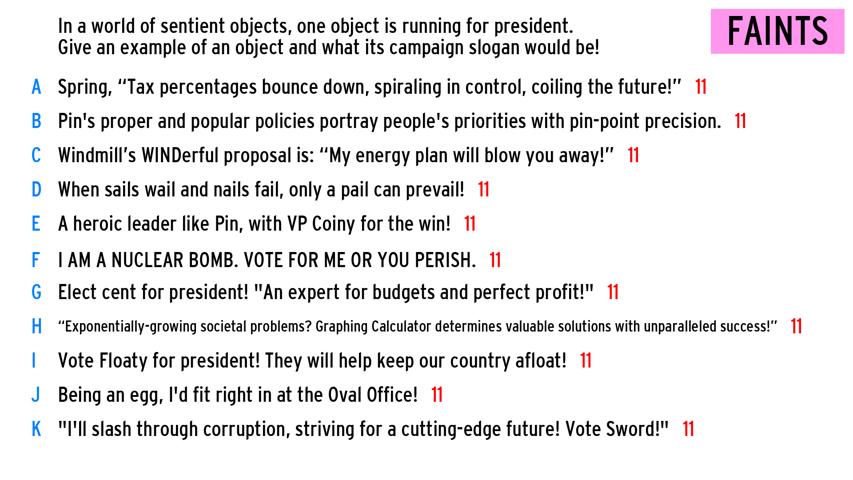 In a world of sentient objects, one object is running for president.
Give an example of an object and what its campaign slogan would be!
FAINTS
A Spring, “Tax percentages bounce down, spiraling in control, coiling the future!” 11
B Pin's proper and popular policies portray people's priorities with pin-point precision. 11
C Windmill’s WINDerful proposal is: “My energy plan will blow you away!” 11
D When sails wail and nails fail, only a pail can prevail! 11
E A heroic leader like Pin, with VP Coiny for the win! 11
F I AM A NUCLEAR BOMB. VOTE FOR ME OR YOU PERISH. 11
G Elect cent for president! "An expert for budgets and perfect profit!" 11
H “Exponentially-growing societal problems? Graphing Calculator determines valuable solutions with unparalleled success!” 11
I Vote Floaty for president! They will help keep our country afloat! 11
J Being an egg, I'd fit right in at the Oval Office! 11
K "I'll slash through corruption, striving for a cutting-edge future! Vote Sword!" 11